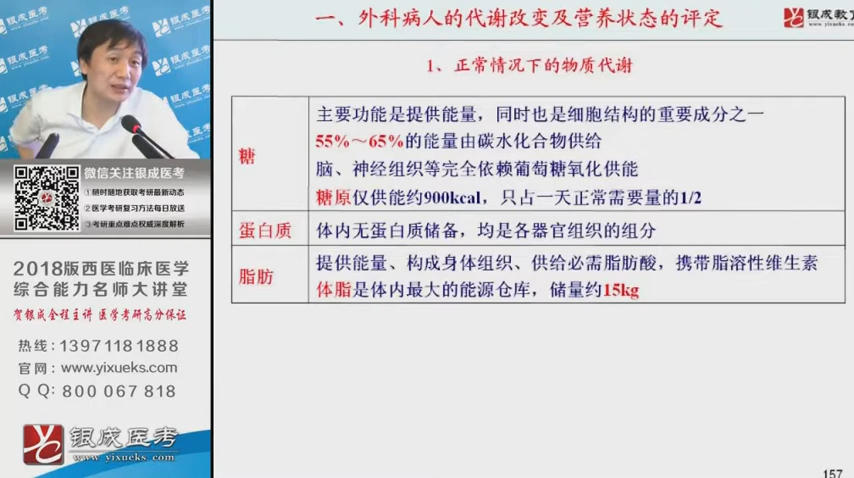 银成医考
www.yixueks.com
微信关注银成医考
①随时随地获取考研最新动态
②医学考研复习方法每日放送
③考研重点难点权威深度解析
2018版西医临床医学
综合能力名师大讲堂
贺银成全程主讲 医学考研高分保证
热线：13971181888
官网：www.yixueks.com
Q Q: 800 067 818
银成医考
www.yixueks.com
一、外科病人的代谢改变及营养状态的评定
银成教育
www.yixueks.com
1、正常情况下的物质代谢
糖
主要功能是提供能量，同时也是细胞结构的重要成分之一
55%～65%的能量由碳水化合物供给
脑、神经组织等完全依赖葡萄糖氧化供能
糖原仅供能约900kcal，只占一天正常需要量的1/2
蛋白质
体内无蛋白质储备，均是各器官组织的组分
脂肪
提供能量、构成身体组织、供给必需脂肪酸，携带脂溶性维生素
体脂是体内最大的能源仓库，储量约15kg
157